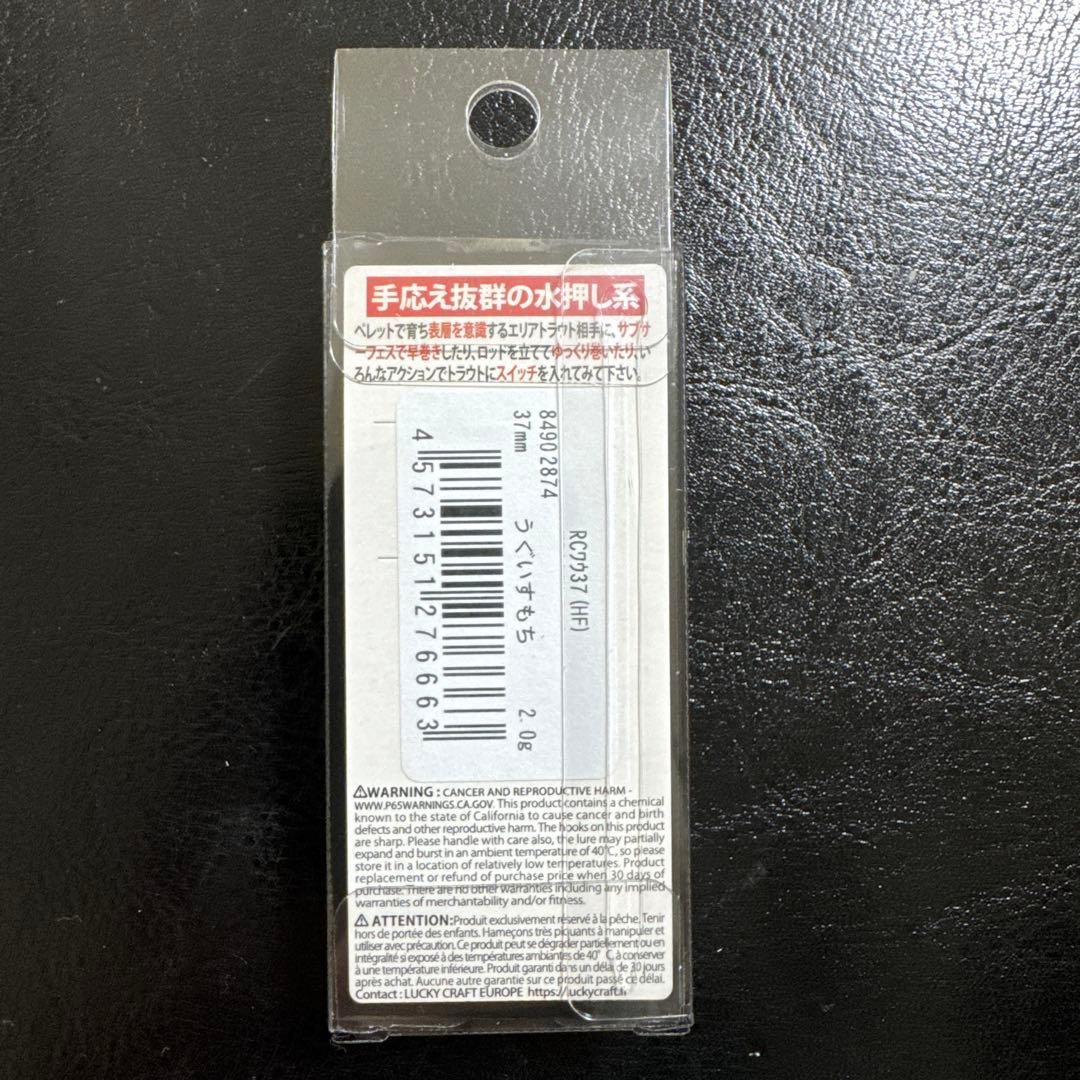 手応え抜群の水押し系
ペレットで育ち表層を意識するエリアトラウト相手に、サブサ
ーフェスで早巻きしたり、ロッドを立ててゆっくり巻いたり、い
ろんなアクションでトラウトにスイッチを入れてみて下さい。
RCワウ37 (HF)
8490 2874
37mm うぐいすもち 2.0g
4 573151 276663
⚠WARNING : CANCER AND REPRODUCTIVE HARM -
WWW.P65WARNINGS.CA.GOV. This product contains a chemical
known to the state of California to cause cancer and birth
defects and other reproductive harm. The hooks on this product
are sharp. Please handle with care also, the lure may partially
expand and burst in an ambient temperature of 40℃, so please
store it in a location of relatively low temperatures. Product
replacement or refund of purchase price when 30 days of
purchase. There are no other warranties including any implied
warranties of merchantability and/or fitness.
⚠ ATTENTION:Produit exclusivement réservé à la pêche. Tenir
hors de portée des enfants. Hameçons très piquants à manipuler et
utiliser avec précaution. Ce produit peut se dégrader partiellement ou en
intégralité si exposé à des températures ambiantes de 40° C, à conserver
à une température inférieure. Produit garanti dans un délai de 30 jours
après achat. Aucune autre garantie sur ce produit passé ce délai.
Contact : LUCKY CRAFT EUROPE https://luckycraft.fr